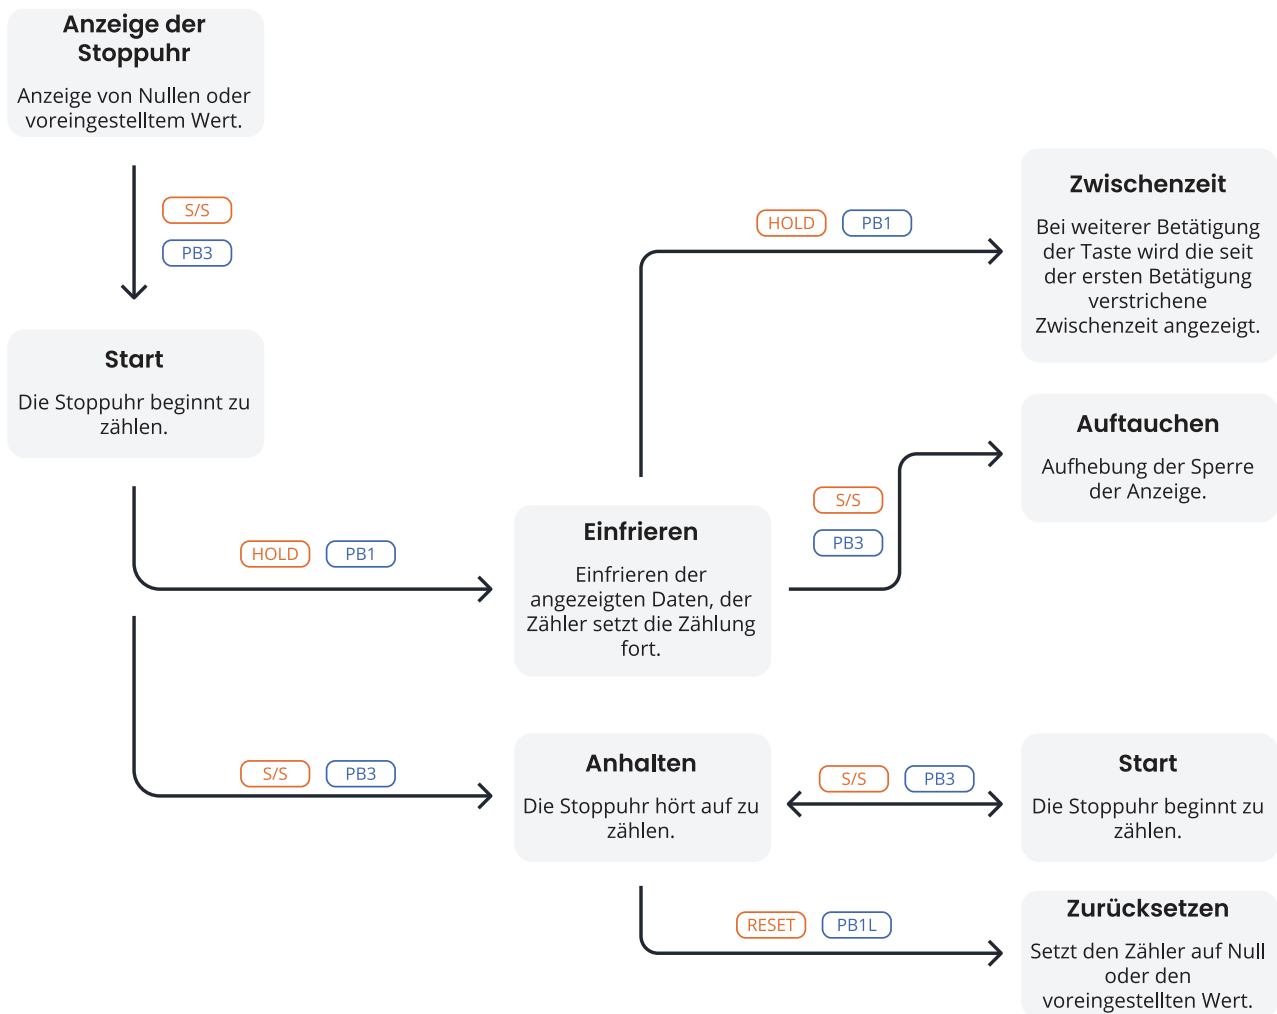 Anzeige der
Stoppuhr
Anzeige von Nullen oder
voreingestelltem Wert.
S/S
PB3
Start
Die Stoppuhr beginnt zu
zählen.
HOLD PB1
Zwischenzeit
Bei weiterer Betätigung
der Taste wird die seit
der ersten Betätigung
verstrichene
Zwischenzeit angezeigt.
Auftauchen
Aufhebung der Sperre
der Anzeige.
S/S
PB3
HOLD PB1
Einfrieren
Einfrieren der
angezeigten Daten, der
Zähler setzt die Zählung
fort.
S/S PB3
Anhalten
Die Stoppuhr hört auf zu
zählen.
S/S PB3
Start
Die Stoppuhr beginnt zu
zählen.
RESET PB1L
Zurücksetzen
Setzt den Zähler auf Null
oder den
voreingestellten Wert.